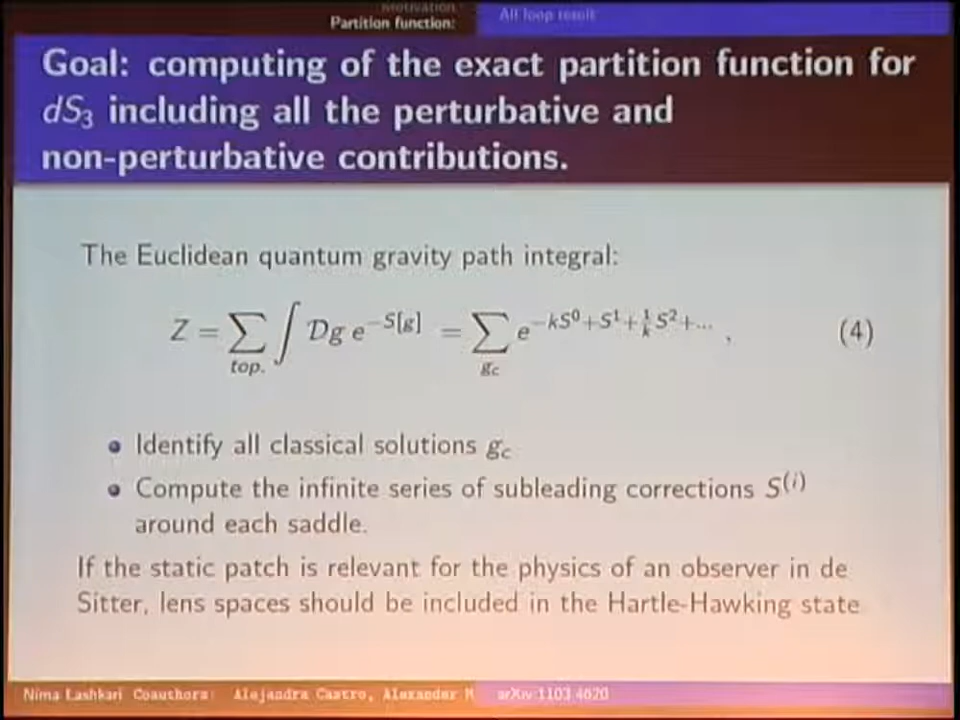 Motivation
Partition function:
All loop result
Goal: computing of the exact partition function for
dS₃ including all the perturbative and
non-perturbative contributions.
The Euclidean quantum gravity path integral:
Z = ∑ ∫ Dg e^{-S[g]} = ∑ e^{-kS⁰+S¹+\frac{1}{k}S²+...} , (4)
top. g_c
Identify all classical solutions g_c
Compute the infinite series of subleading corrections S^{(i)}
around each saddle.
If the static patch is relevant for the physics of an observer in de
Sitter, lens spaces should be included in the Hartle-Hawking state
Nima Lashkari Coauthors: Alejandra Castro, Alexander M arXiv:1103.4620